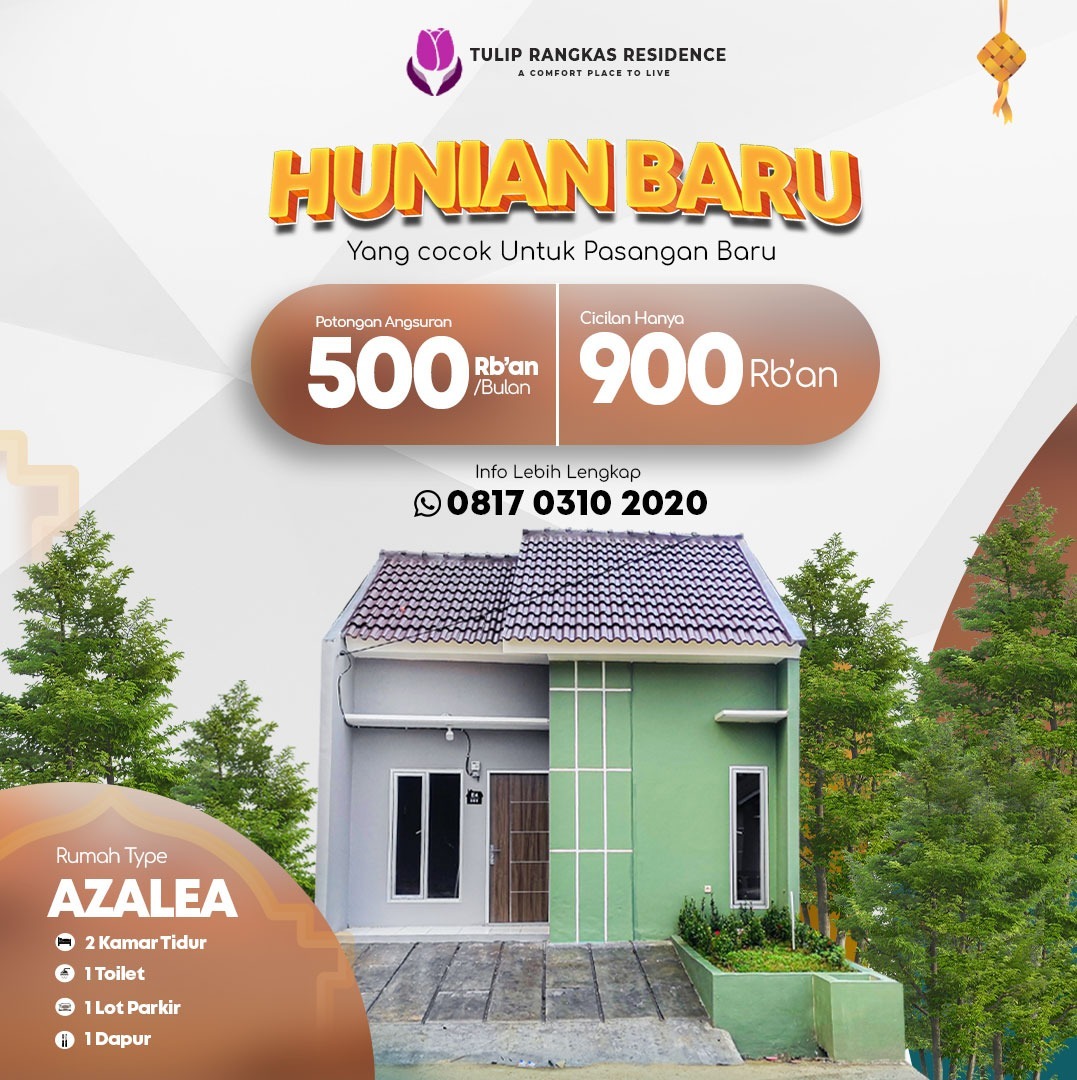 TULIP RANGKAS RESIDENCE
A COMFORT PLACE TO LIVE
HUNIAN BARU
Yang cocok Untuk Pasangan Baru
Potongan Angsuran
500 Rb'an
/Bulan
Cicilan Hanya
900 Rb'an
Info Lebih Lengkap
0817 0310 2020
Rumah Type
AZALEA
2 Kamar Tidur
1 Toilet
1 Lot Parkir
1 Dapur